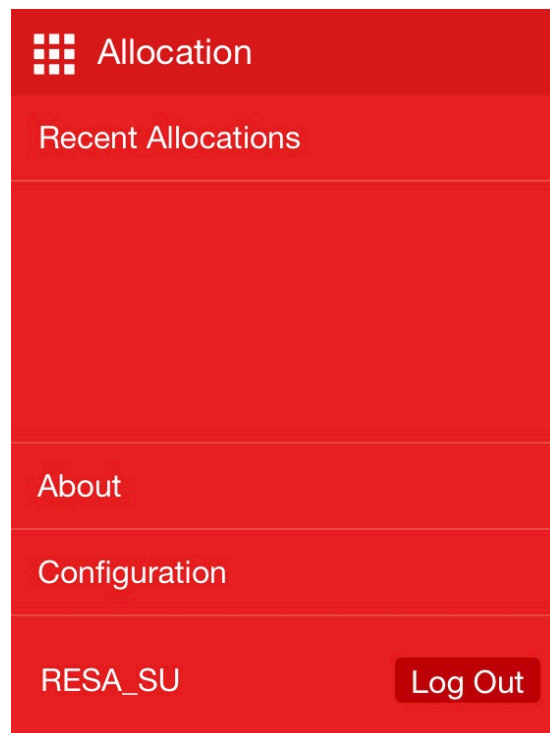 Allocation
Recent Allocations
About
Configuration
RESA_SU Log Out